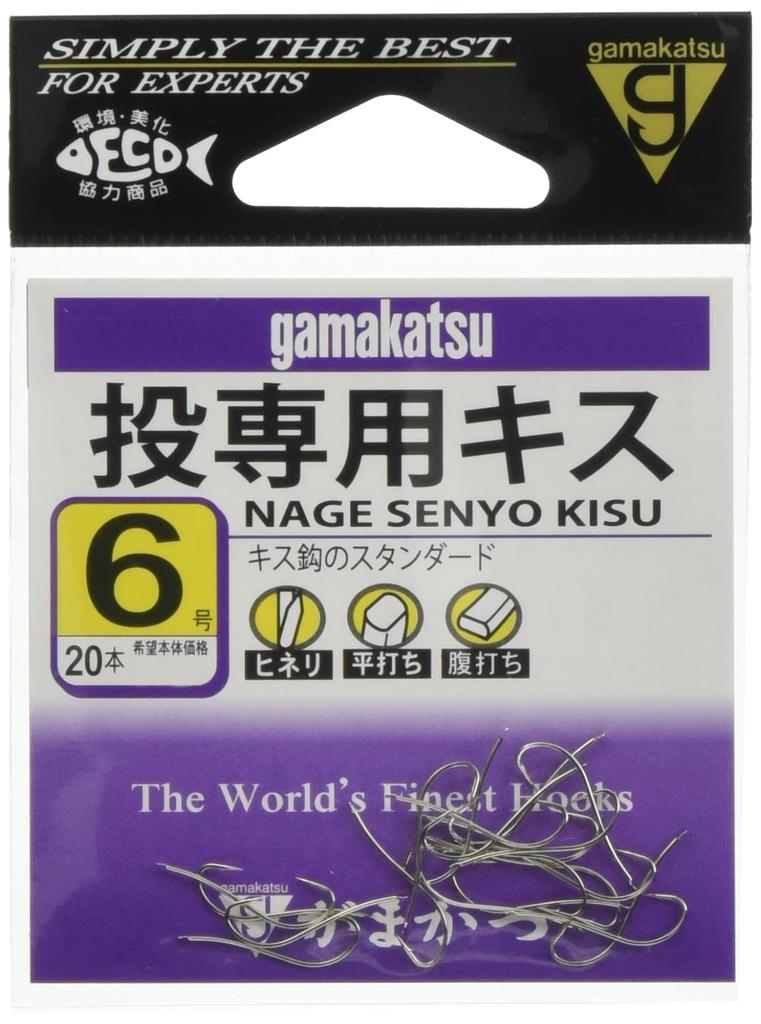 SIMPLY THE BEST
FOR EXPERTS
gamakatsu
環境・美化
ECO
協力商品
gamakatsu
投専用キス
NAGE SENYO KISU
6号
20本 希望本体価格
キス鈎のスタンダード
ヒネリ 平打ち 腹打ち
The World's Finest Hooks
gamakatsu
がまかつ